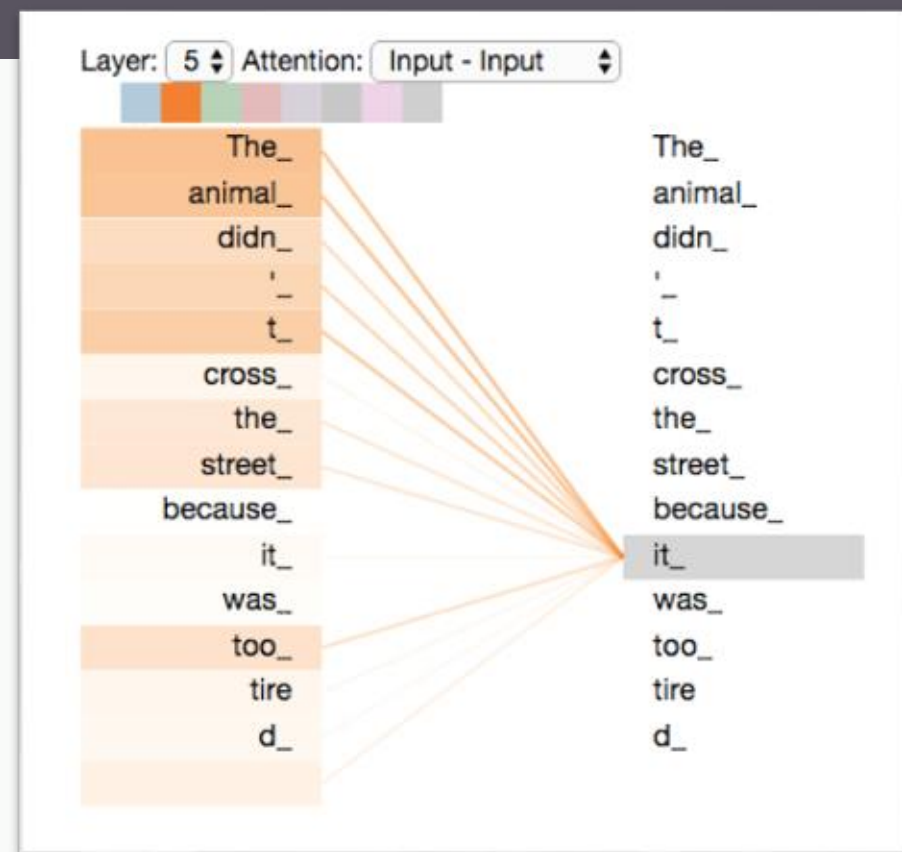 Layer: 5 Attention: Input - Input
The_ The_
animal_ animal_
didn_ didn_
'_ '_
t_ t_
cross_ cross_
the_ the_
street_ street_
because_ because_
it_ it_
was_ was_
too_ too_
tire tire
d_ d_